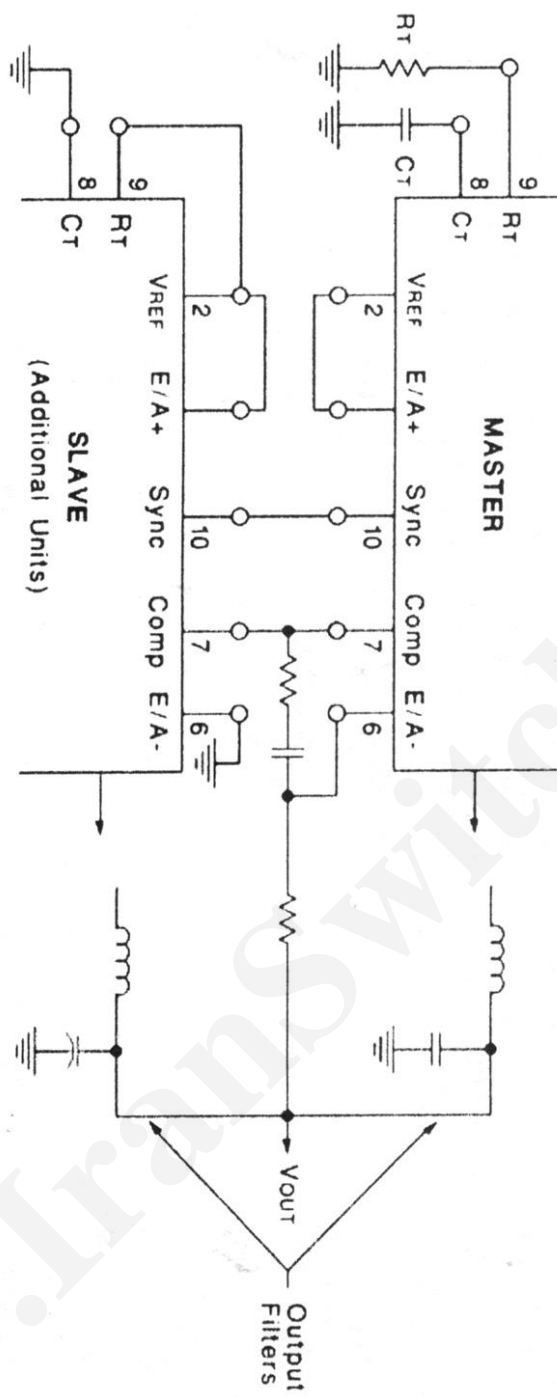 RT
CT
9
8
RT
CT
MASTER
VREF
E/A+
Sync
Comp
E/A-
2
10
7
6
8
9
CT
RT
2
10
7
6
VREF
E/A+
Sync
Comp
E/A-
SLAVE
(Additional Units)
VOUT
Output
Filters
.IranSwitch